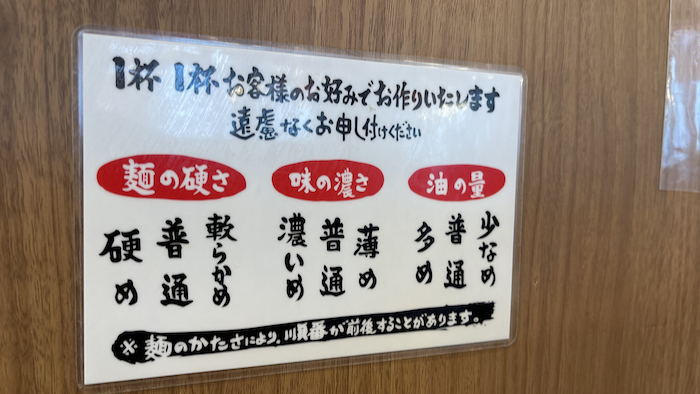 1杯1杯お客様のお好みでお作りいたします
遠慮なくお申し付けください
麺の硬さ
軟らかめ
普通
硬め
味の濃さ
薄め
普通
濃いめ
油の量
少なめ
普通
多め
※麺のかたさにより、順番が前後することがあります。